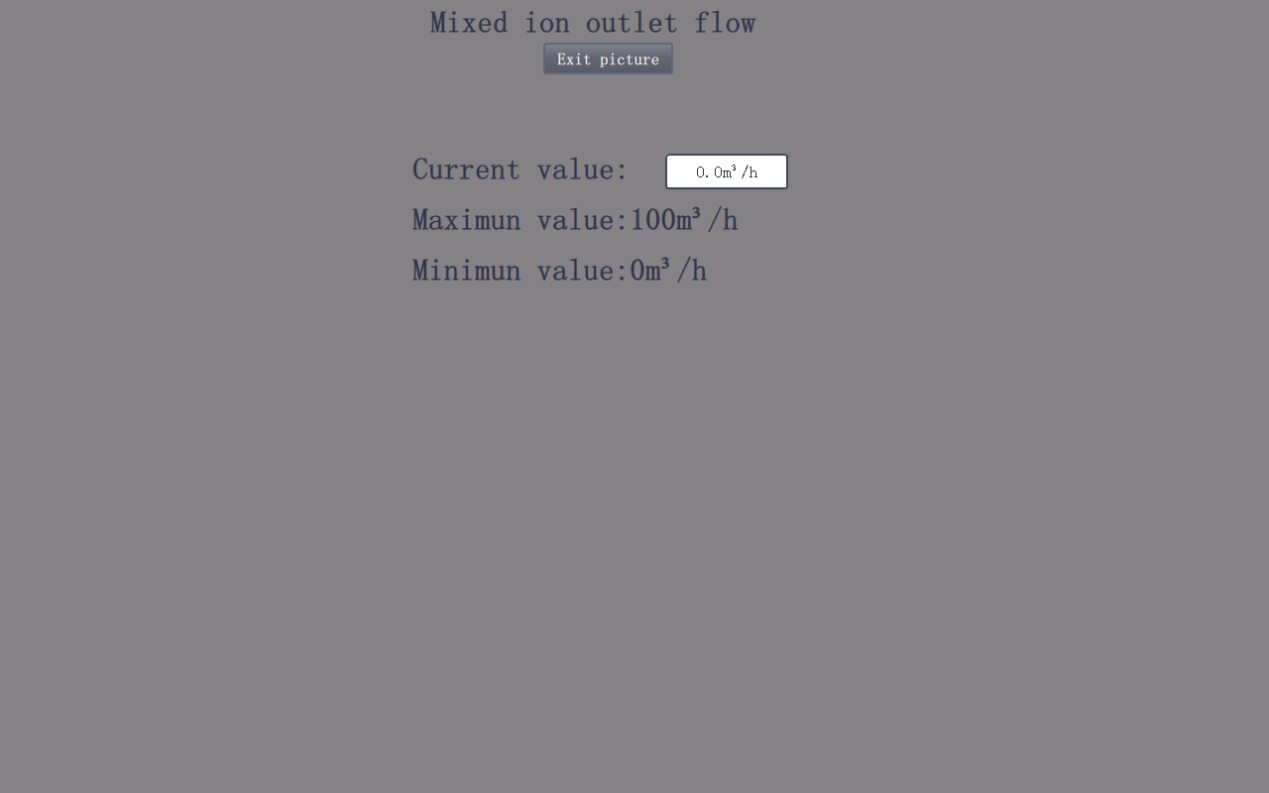 Mixed ion outlet flow
Exit picture
Current value: 0.0m³/h
Maximun value:100m³/h
Minimun value:0m³/h